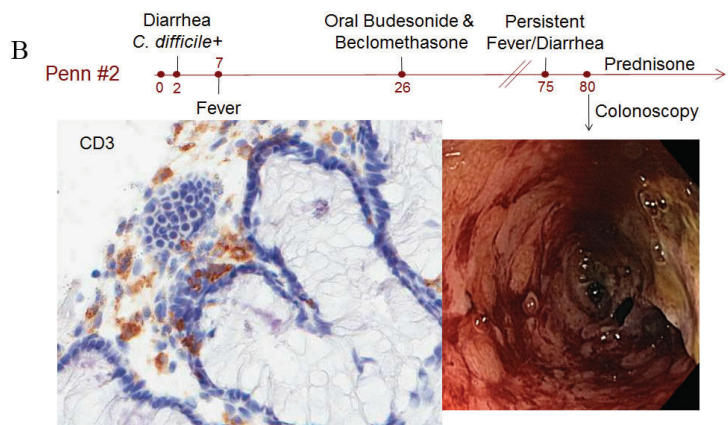 B
Diarrhea
C. difficile+
Oral Budesonide &
Beclomethasone
Persistent
Fever/Diarrhea
Prednisone
Penn #2
7
0 2 26 75 80
Fever
Colonoscopy
CD3